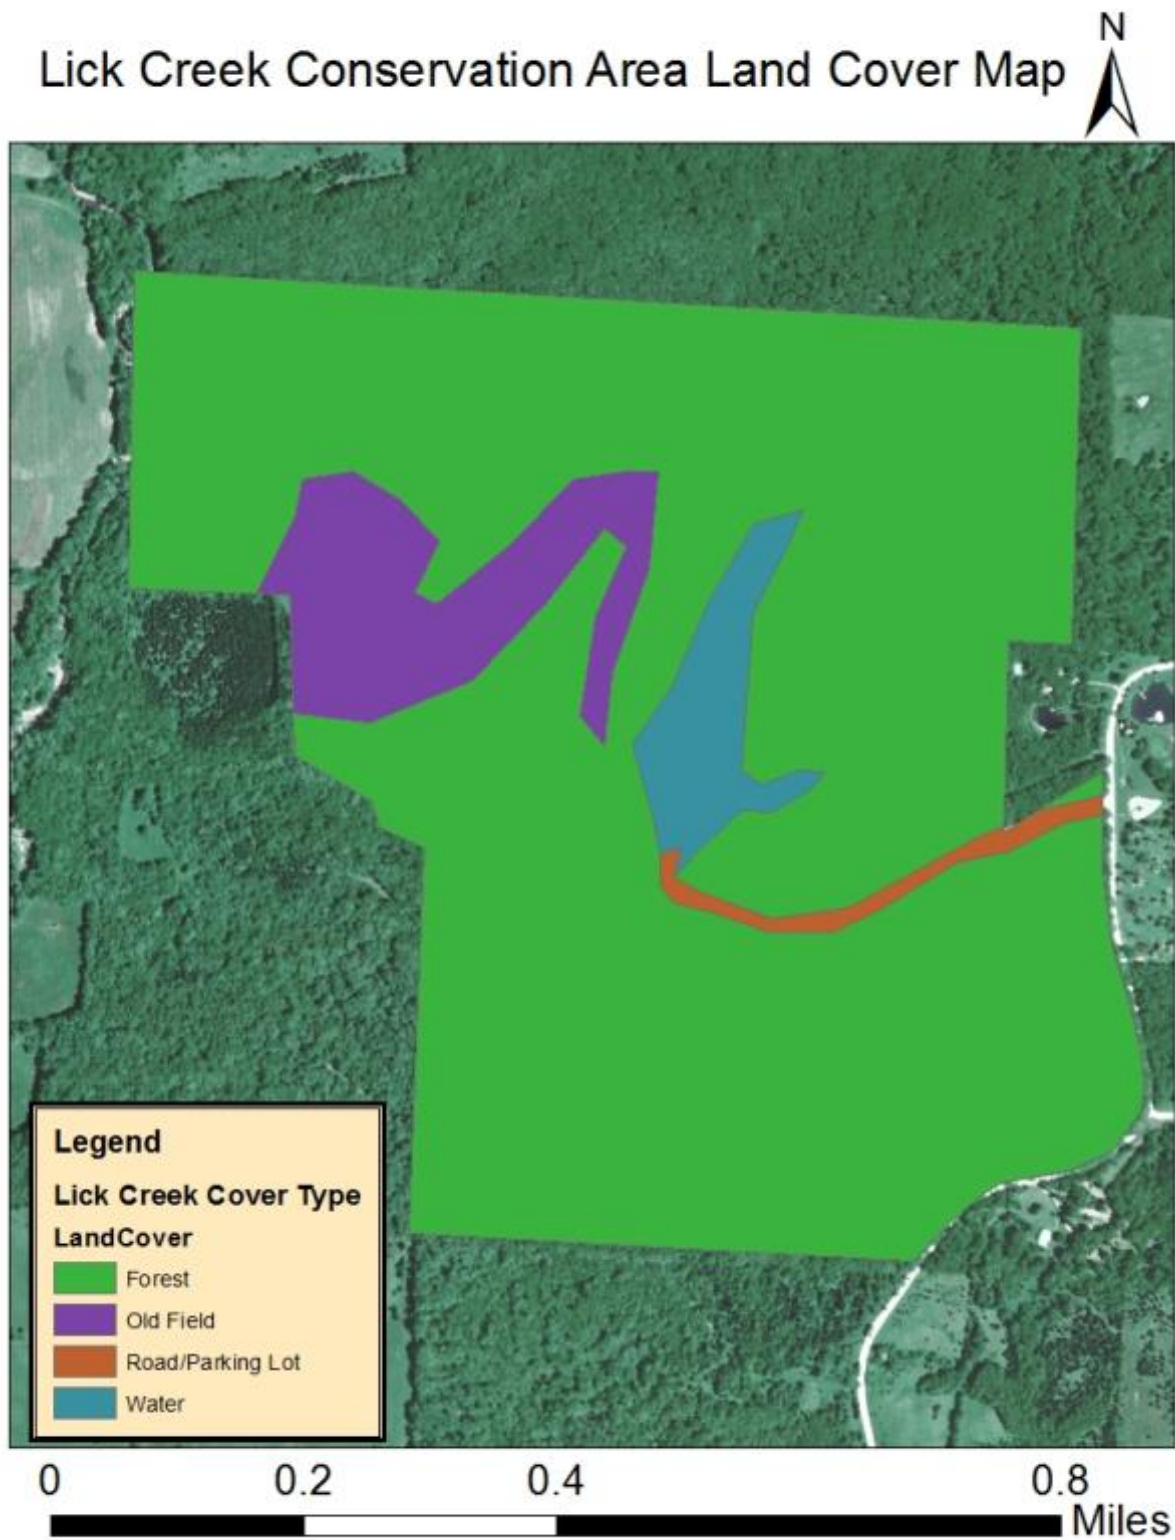 N
Lick Creek Conservation Area Land Cover Map
Legend
Lick Creek Cover Type
LandCover
Forest
Old Field
Road/Parking Lot
Water
0 0.2 0.4 0.8
Miles